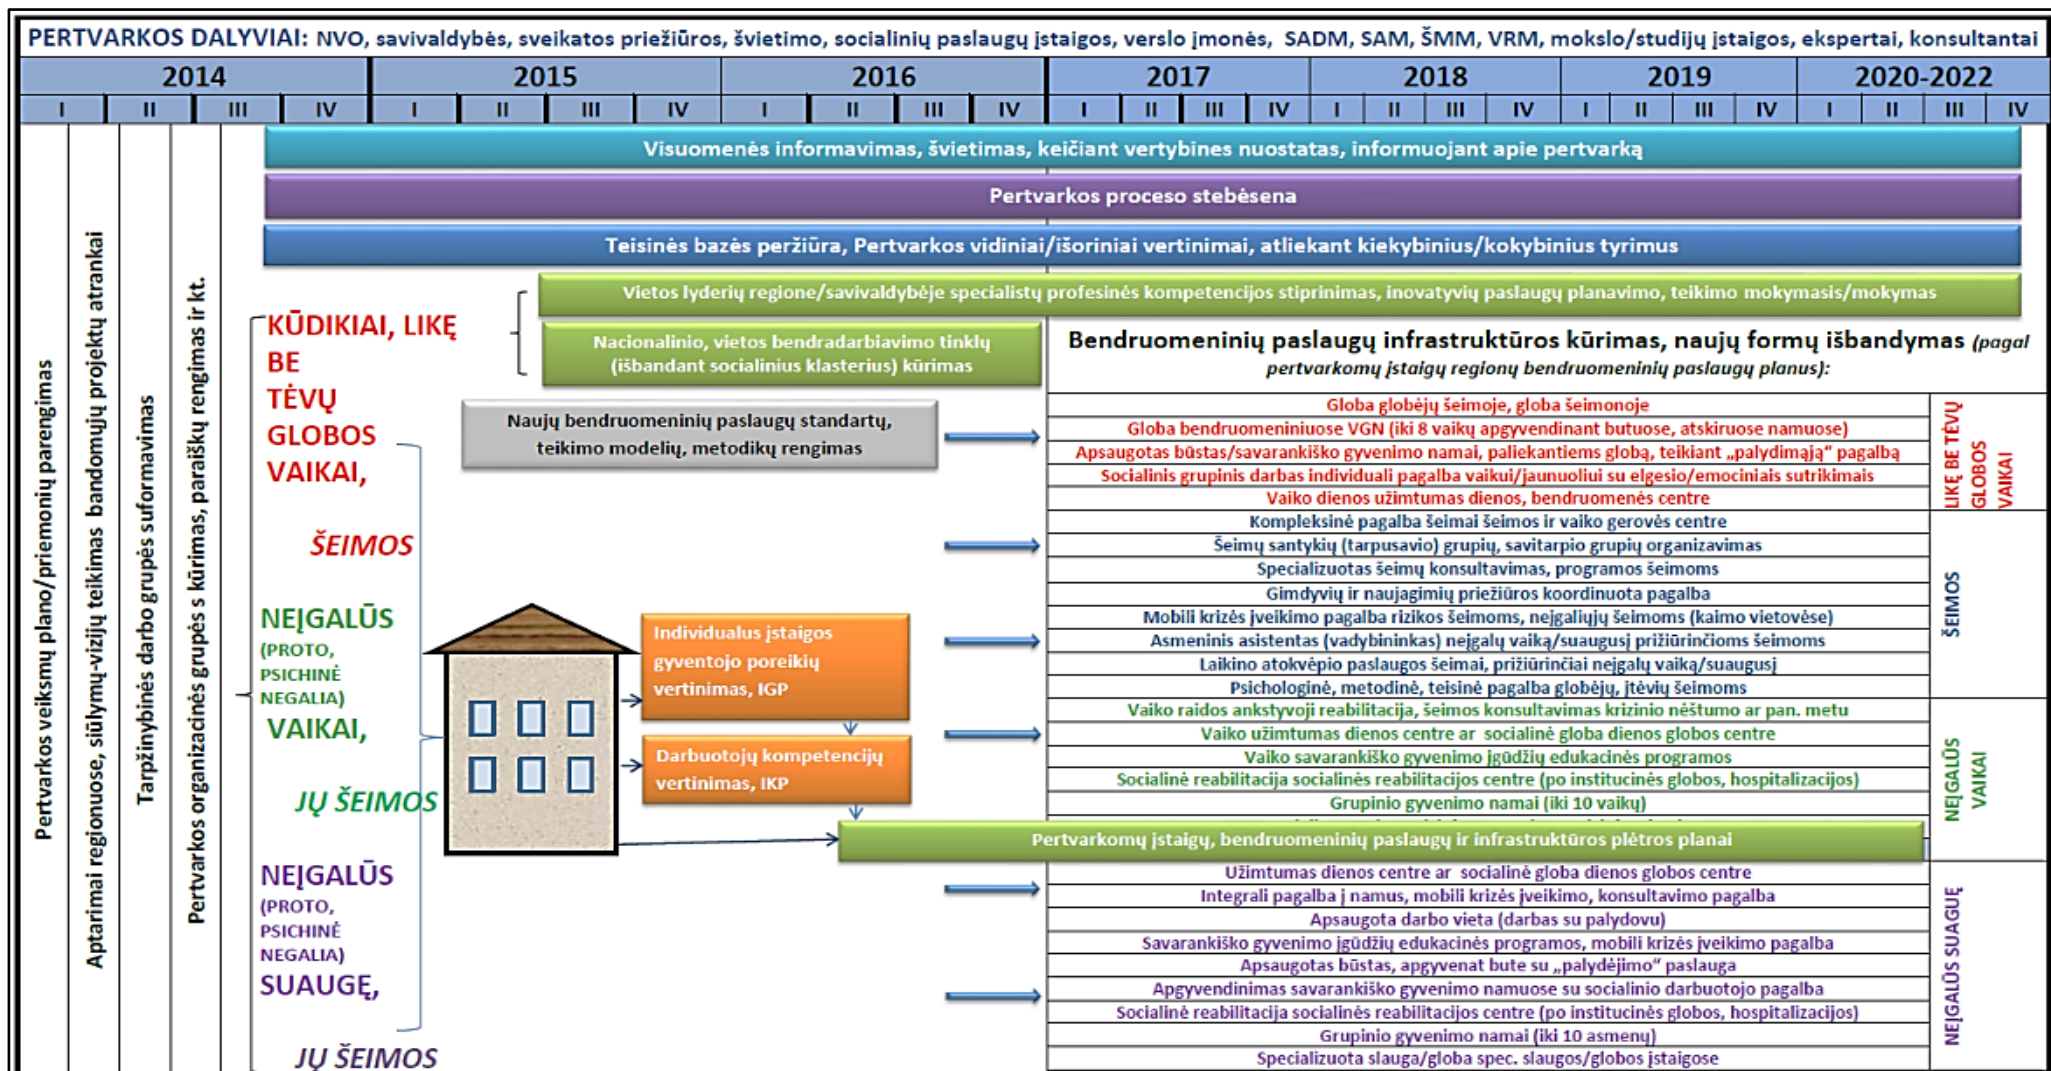 PERTVARKOS DALYVIAI: NVO, savivaldybės, sveikatos priežiūros, švietimo, socialinių paslaugų įstaigos, verslo įmonės, SADM, SAM, ŠMM, VRM, mokslo/studijų įstaigos, ekspertai, konsultantai
2014 2015 2016 2017 2018 2019 2020-2022
I II III IV I II III IV I II III IV I II III IV I II III IV I II III IV I II III IV
Pertvarkos veiksmų plano/priemonių parengimas
Aptarimai regionuose, siūlymų-vizijų teikimas bandomųjų projektų atrankai
Tarpžinybinės darbo grupės suformavimas
Pertvarkos organizacinės grupės s kūrimas, paraiškų rengimas ir kt.
Visuomenės informavimas, švietimas, keičiant vertybines nuostatas, informuojant apie pertvarką
Pertvarkos proceso stebėsena
Teisinės bazės peržiūra, Pertvarkos vidiniai/išoriniai vertinimai, atliekant kiekybinius/kokybinius tyrimus
Vietos lyderių regione/savivaldybėje specialistų profesinės kompetencijos stiprinimas, inovatyvių paslaugų planavimo, teikimo mokymasis/mokymas
Nacionalinio, vietos bendradarbiavimo tinklų
(išbandant socialinius klasterius) kūrimas
Naujų bendruomeninių paslaugų standartų,
teikimo modelių, metodikų rengimas
KŪDIKIAI, LIKĘ
BE
TĖVŲ
GLOBOS
VAIKAI,
ŠEIMOS
NEĮGALŪS
(PROTO,
PSICHINĖ
NEGALIA)
VAIKAI,
JŲ ŠEIMOS
NEĮGALŪS
(PROTO,
PSICHINĖ
NEGALIA)
SUAUGĘ,
JŲ ŠEIMOS
Individualus įstaigos
gyventojo poreikių
vertinimas, IGP
Darbuotojų kompetencijų
vertinimas, IKP
Bendruomeninių paslaugų infrastruktūros kūrimas, naujų formų išbandymas (pagal
pertvarkomų įstaigų regionų bendruomeninių paslaugų planus):
Globa globėjų šeimoje, globa šeimonoje
Globa bendruomeniniuose VGN (iki 8 vaikų apgyvendinant butuose, atskiruose namuose)
Apsaugotas būstas/savarankiško gyvenimo namai, paliekantiems globą, teikiant „palydimąją“ pagalbą
Socialinis grupinis darbas individuali pagalba vaikui/jaunuoliui su elgesio/emociniais sutrikimais
Vaiko dienos užimtumas dienos, bendruomenės centre
LIKĘ BE TĖVŲ
GLOBOS
VAIKAI
Kompleksinė pagalba šeimai šeimos ir vaiko gerovės centre
Šeimų santykių (tarpusavio) grupių, savitarpio grupių organizavimas
Specializuotas šeimų konsultavimas, programos šeimoms
Gimdyvių ir naujagimių priežiūros koordinuota pagalba
Mobili krizės įveikimo pagalba rizikos šeimoms, neįgaliųjų šeimoms (kaimo vietovėse)
Asmeninis asistentas (vadybininkas) neįgalų vaiką/suaugusį prižiūrinčioms šeimoms
Laikino atokvėpio paslaugos šeimai, prižiūrinčiai neįgalų vaiką/suaugusį
Psichologinė, metodinė, teisinė pagalba globėjų, įtėvių šeimoms
ŠEIMOS
Vaiko raidos ankstyvoji reabilitacija, šeimos konsultavimas krizinio nėštumo ar pan. metu
Vaiko užimtumas dienos centre ar socialinė globa dienos globos centre
Vaiko savarankiško gyvenimo įgūdžių edukacinės programos
Socialinė reabilitacija socialinės reabilitacijos centre (po institucinės globos, hospitalizacijos)
Grupinio gyvenimo namai (iki 10 vaikų)
NEĮGALŪS
VAIKAI
Pertvarkomų įstaigų, bendruomeninių paslaugų ir infrastruktūros plėtros planai
Užimtumas dienos centre ar socialinė globa dienos globos centre
Integrali pagalba į namus, mobili krizės įveikimo, konsultavimo pagalba
Apsaugota darbo vieta (darbas su palydovu)
Savarankiško gyvenimo įgūdžių edukacinės programos, mobili krizės įveikimo pagalba
Apsaugotas būstas, apgyvenat bute su „palydėjimo“ paslauga
Apgyvendinimas savarankiško gyvenimo namuose su socialinio darbuotojo pagalba
Socialinė reabilitacija socialinės reabilitacijos centre (po institucinės globos, hospitalizacijos)
Grupinio gyvenimo namai (iki 10 asmenų)
Specializuota slauga/globa spec. slaugos/globos įstaigose
NEĮGALŪS SUAUGĘ